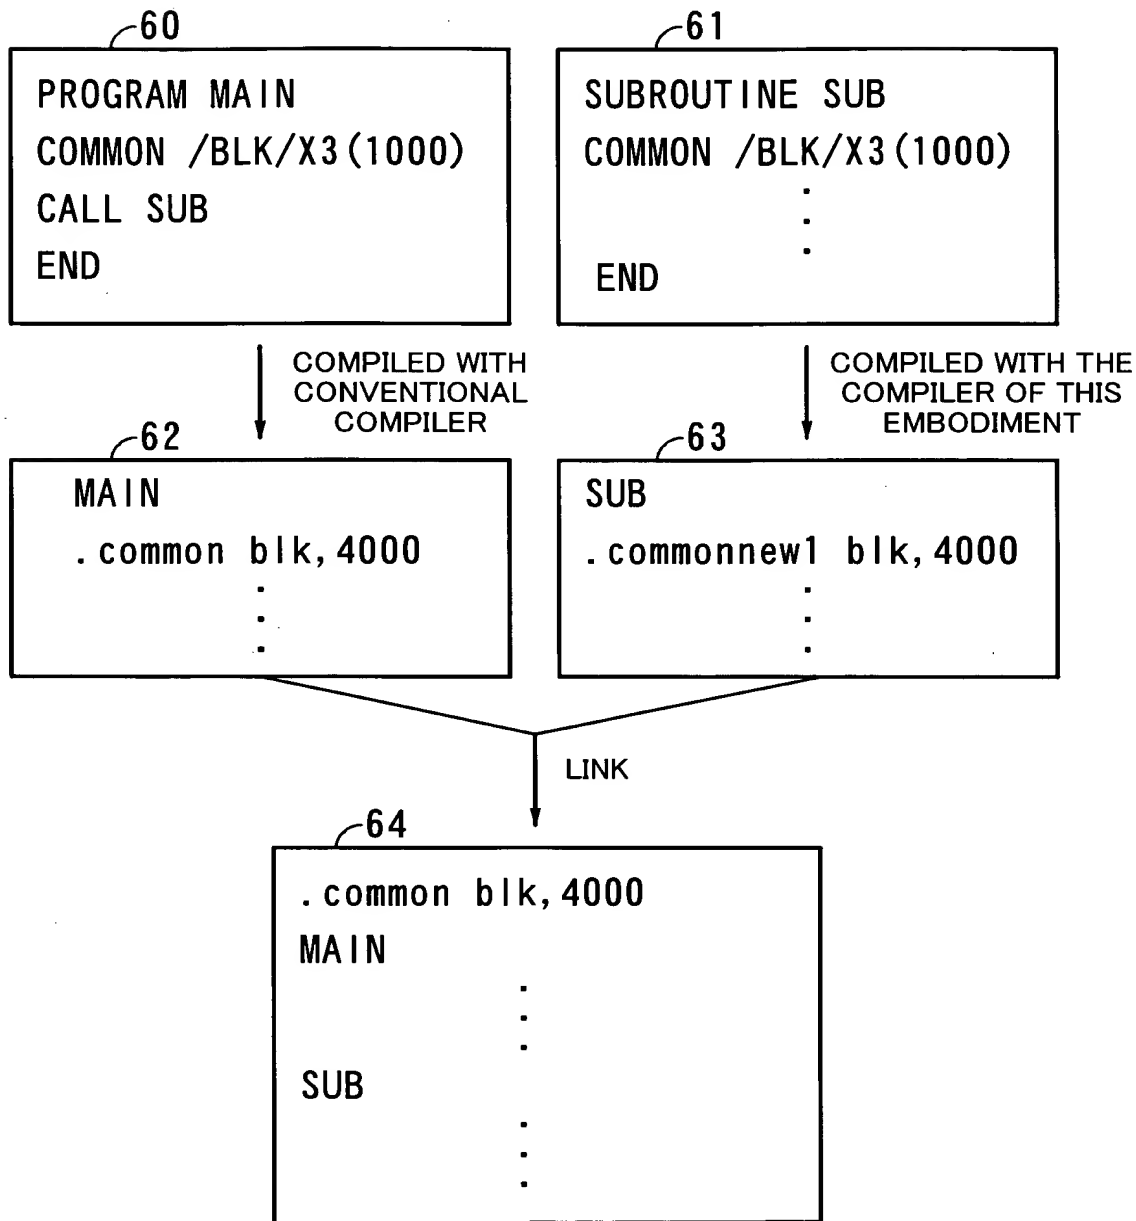 60
PROGRAM MAIN
COMMON /BLK/X3(1000)
CALL SUB
END
61
SUBROUTINE SUB
COMMON /BLK/X3(1000)
.
.
.
END
COMPILED WITH
CONVENTIONAL
COMPILER
COMPILED WITH THE
COMPILER OF THIS
EMBODIMENT
62
MAIN
.common blk,4000
.
.
.
63
SUB
.commonnew1 blk,4000
.
.
.
LINK
64
.common blk,4000
MAIN
.
.
.
SUB
.
.
.